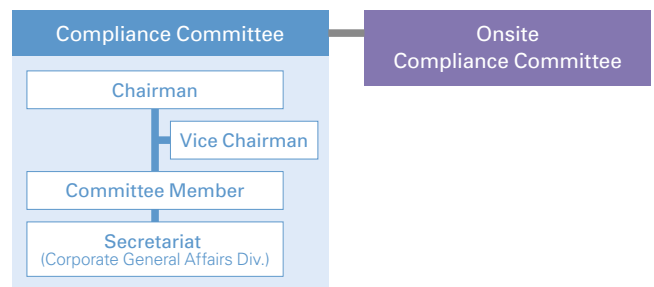 Compliance Committee
Onsite
Compliance Committee
Chairman
Vice Chairman
Committee Member
Secretariat
(Corporate General Affairs Div.)